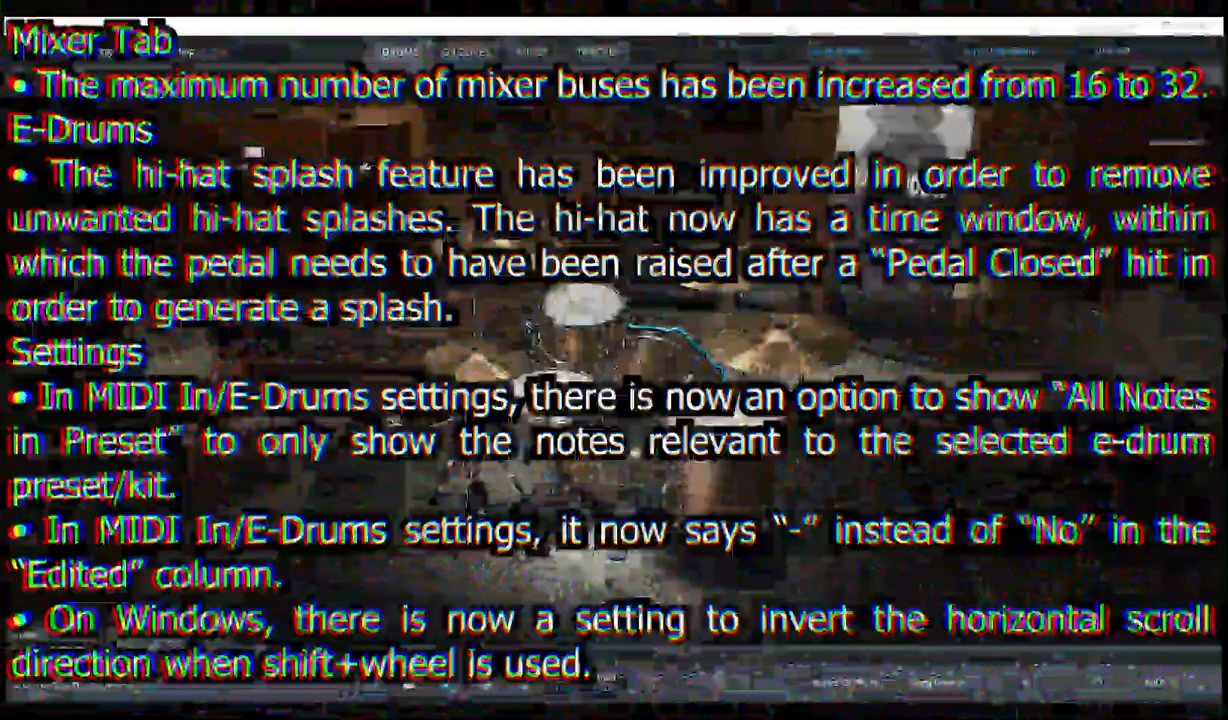 Mixer Tab
• The maximum number of mixer buses has been increased from 16 to 32.
E-Drums
• The hi-hat splash feature has been improved in order to remove
unwanted hi-hat splashes. The hi-hat now has a time window, within
which the pedal needs to have been raised after a “Pedal Closed” hit in
order to generate a splash.
Settings
• In MIDI In/E-Drums settings, there is now an option to show “All Notes
in Preset” to only show the notes relevant to the selected e-drum
preset/kit.
• In MIDI In/E-Drums settings, it now says “-” instead of “No” in the
“Edited” column.
• On Windows, there is now a setting to invert the horizontal scroll
direction when shift+wheel is used.